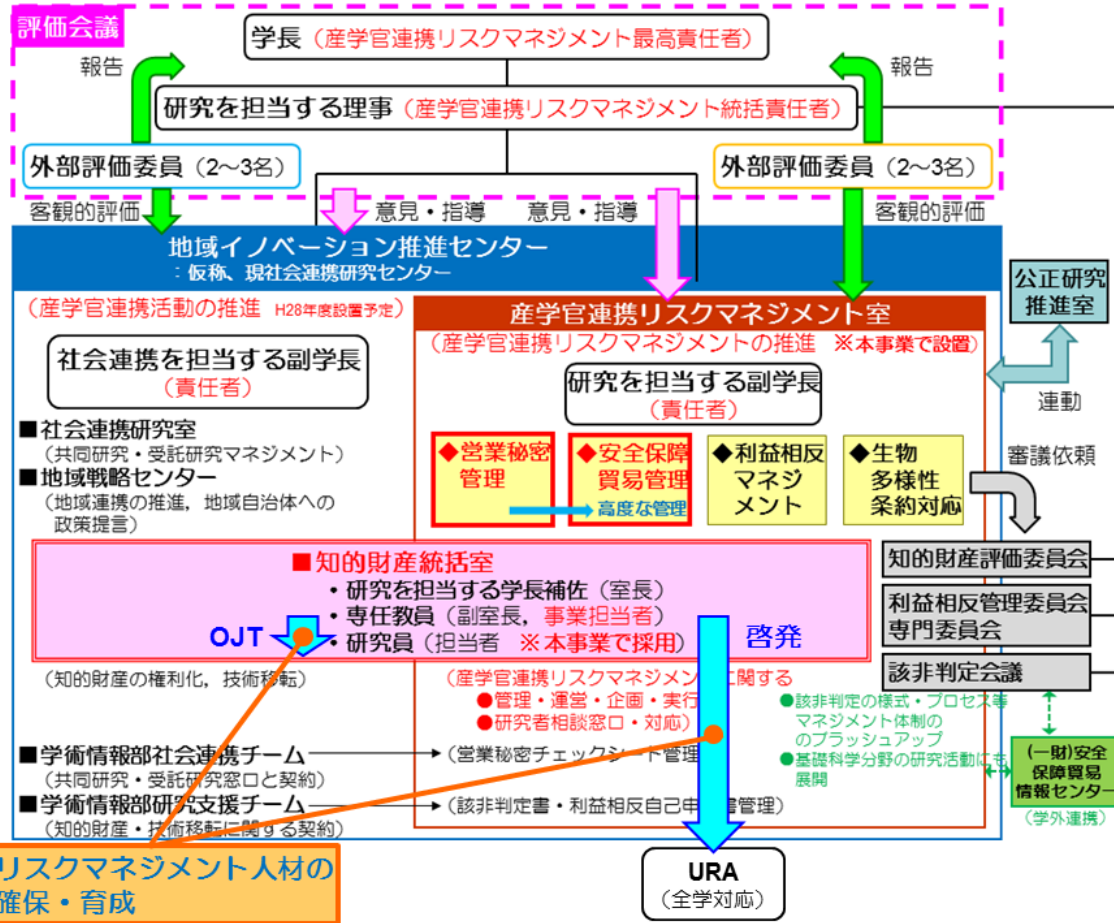 評価会議
学長（産学官連携リスクマネジメント最高責任者）
報告
報告
研究を担当する理事（産学官連携リスクマネジメント統括責任者）
外部評価委員（2～3名）
外部評価委員（2～3名）
客観的評価
意見・指導
意見・指導
客観的評価
地域イノベーション推進センター
：仮称、現社会連携研究センター
（産学官連携活動の推進 H28年度設置予定）
社会連携を担当する副学長
（責任者）
■社会連携研究室
（共同研究・受託研究マネジメント）
■地域戦略センター
（地域連携の推進，地域自治体への
政策提言）
産学官連携リスクマネジメント室
（産学官連携リスクマネジメントの推進 ※本事業で設置）
研究を担当する副学長
（責任者）
◆営業秘密
管理
◆安全保障
貿易管理
高度な管理
◆利益相反
マネジ
メント
◆生物
多様性
条約対応
公正研究
推進室
連動
審議依頼
知的財産評価委員会
利益相反管理委員会
専門委員会
該非判定会議
■知的財産統括室
・研究を担当する学長補佐（室長）
・専任教員（副室長，事業担当者）
・研究員（担当者 ※本事業で採用）
OJT
啓発
（知的財産の権利化，技術移転）
（産学官連携リスクマネジメン に関する
●管理・運営・企画・実行
●研究者相談窓口・対応）
●該非判定の様式・プロセス等
マネジメント体制の
のブラッシュアップ
●基礎科学分野の研究活動にも
展開
(一財)安全
保障貿易
情報センター
（学外連携）
■学術情報部社会連携チーム
（共同研究・受託研究窓口と契約）
（営業秘密チェックシート管理
■学術情報部研究支援チーム
（知的財産・技術移転に関する契約）
（該非判定書・利益相反自己申 書管理）
リスクマネジメント人材の
確保・育成
URA
（全学対応）